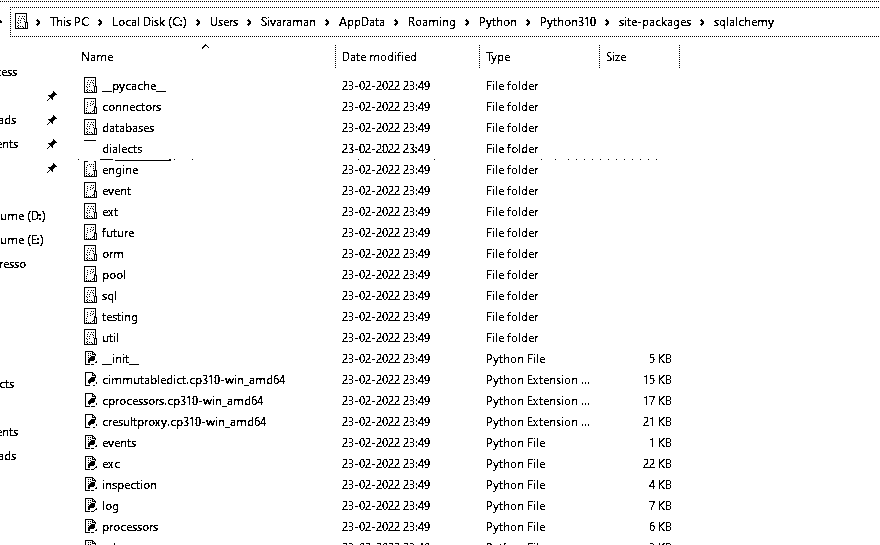 This PC > Local Disk (C:) > Users > Sivaraman > AppData > Roaming > Python > Python310 > site-packages > sqlalchemy
Name Date modified Type Size
__pycache__ 23-02-2022 23:49 File folder
cess
connectors 23-02-2022 23:49 File folder
ads
databases 23-02-2022 23:49 File folder
ents
dialects 23-02-2022 23:49 File folder
engine 23-02-2022 23:49 File folder
event 23-02-2022 23:49 File folder
ume (D:)
ext 23-02-2022 23:49 File folder
future 23-02-2022 23:49 File folder
ume (E:)
orm 23-02-2022 23:49 File folder
resso
pool 23-02-2022 23:49 File folder
sql 23-02-2022 23:49 File folder
testing 23-02-2022 23:49 File folder
util 23-02-2022 23:49 File folder
__init__ 23-02-2022 23:49 Python File 5 KB
cimmutabledict.cp310-win_amd64 23-02-2022 23:49 Python Extension ... 15 KB
cts
cprocessors.cp310-win_amd64 23-02-2022 23:49 Python Extension ... 17 KB
cresultproxy.cp310-win_amd64 23-02-2022 23:49 Python Extension ... 21 KB
ents
events 23-02-2022 23:49 Python File 1 KB
ads
exc 23-02-2022 23:49 Python File 22 KB
inspection 23-02-2022 23:49 Python File 4 KB
log 23-02-2022 23:49 Python File 7 KB
processors 23-02-2022 23:49 Python File 6 KB